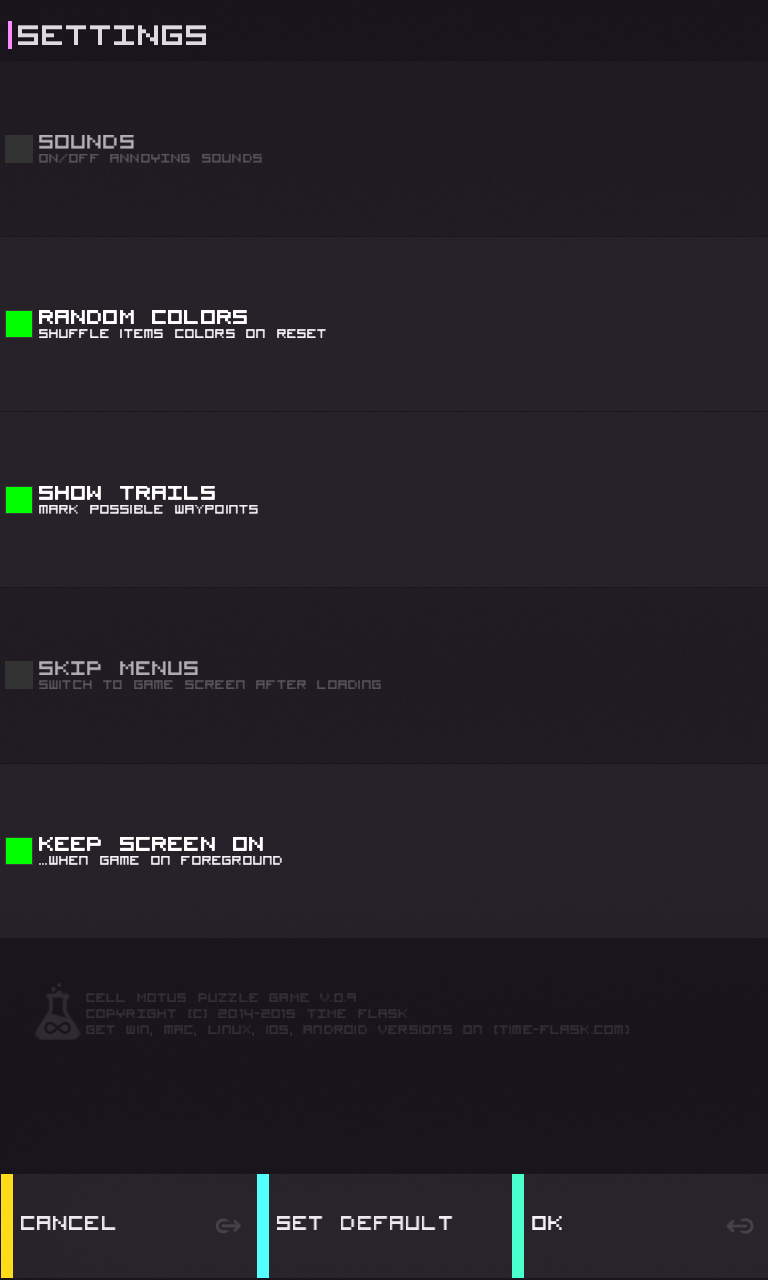 SETTINGS
SOUNDS
ON/OFF ANNOYING SOUNDS
RANDOM COLORS
SHUFFLE ITEMS COLORS ON RESET
SHOW TRAILS
MARK POSSIBLE WAYPOINTS
SKIP MENUS
SWITCH TO GAME SCREEN AFTER LOADING
KEEP SCREEN ON
...WHEN GAME ON FOREGROUND
CELL MOTUS PUZZLE GAME V.0.9
COPYRIGHT (C) 2014-2015 TIME FLASK
GET WIN, MAC, LINUX, IOS, ANDROID VERSIONS ON (TIME-FLASK.COM)
CANCEL
SET DEFAULT
OK